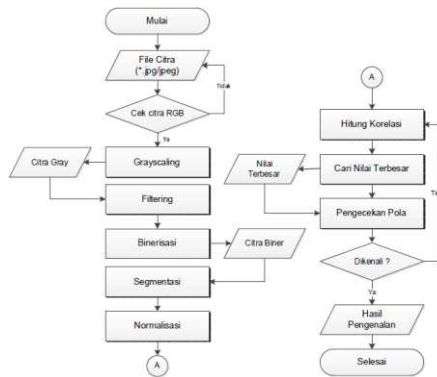 Mulai
File Citra
(*.jpg/jpeg)
Tidak
Cek citra RGB
Ya
Citra Gray
Grayscaling
Filtering
Binerisasi
Citra Biner
Segmentasi
Normalisasi
A
A
Hitung Korelasi
Nilai
Terbesar
Cari Nilai Terbesar
Pengecekan Pola
Dikenali ?
Ya
Hasil
Pengenalan
Selesai